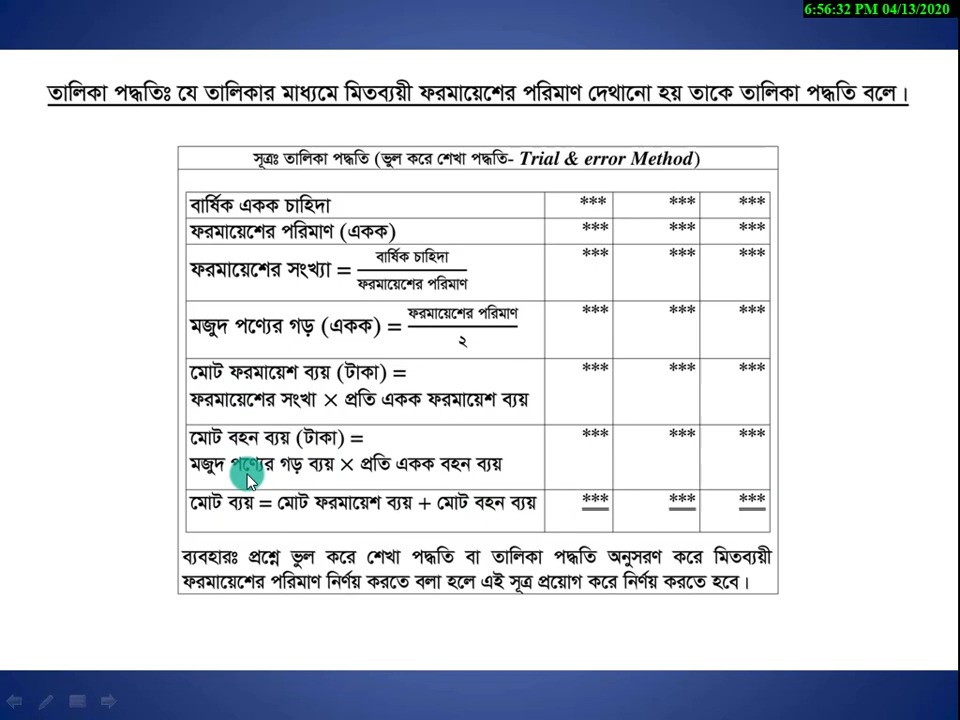 6:56:32 PM 04/13/2020
তালিকা পদ্ধতিঃ যে তালিকার মাধ্যমে মিতব্যয়ী ফরমায়েশের পরিমাণ দেখানো হয় তাকে তালিকা পদ্ধতি বলে।
সূত্রঃ তালিকা পদ্ধতি (ভুল করে শেখা পদ্ধতি- Trial & error Method)
বার্ষিক একক চাহিদা *** *** ***
ফরমায়েশের পরিমাণ (একক) *** *** ***
ফরমায়েশের সংখ্যা = বার্ষিক চাহিদা *** *** ***
ফরমায়েশের পরিমাণ
মজুদ পণ্যের গড় (একক) = ফরমায়েশের পরিমাণ *** *** ***
২
মোট ফরমায়েশ ব্যয় (টাকা) = *** *** ***
ফরমায়েশের সংখা × প্রতি একক ফরমায়েশ ব্যয়
মোট বহন ব্যয় (টাকা) = *** *** ***
মজুদ পণ্যের গড় ব্যয় × প্রতি একক বহন ব্যয়
মোট ব্যয় = মোট ফরমায়েশ ব্যয় + মোট বহন ব্যয় *** *** ***
ব্যবহারঃ প্রশ্নে ভুল করে শেখা পদ্ধতি বা তালিকা পদ্ধতি অনুসরণ করে মিতব্যয়ী
ফরমায়েশের পরিমাণ নির্ণয় করতে বলা হলে এই সূত্র প্রয়োগ করে নির্ণয় করতে হবে।